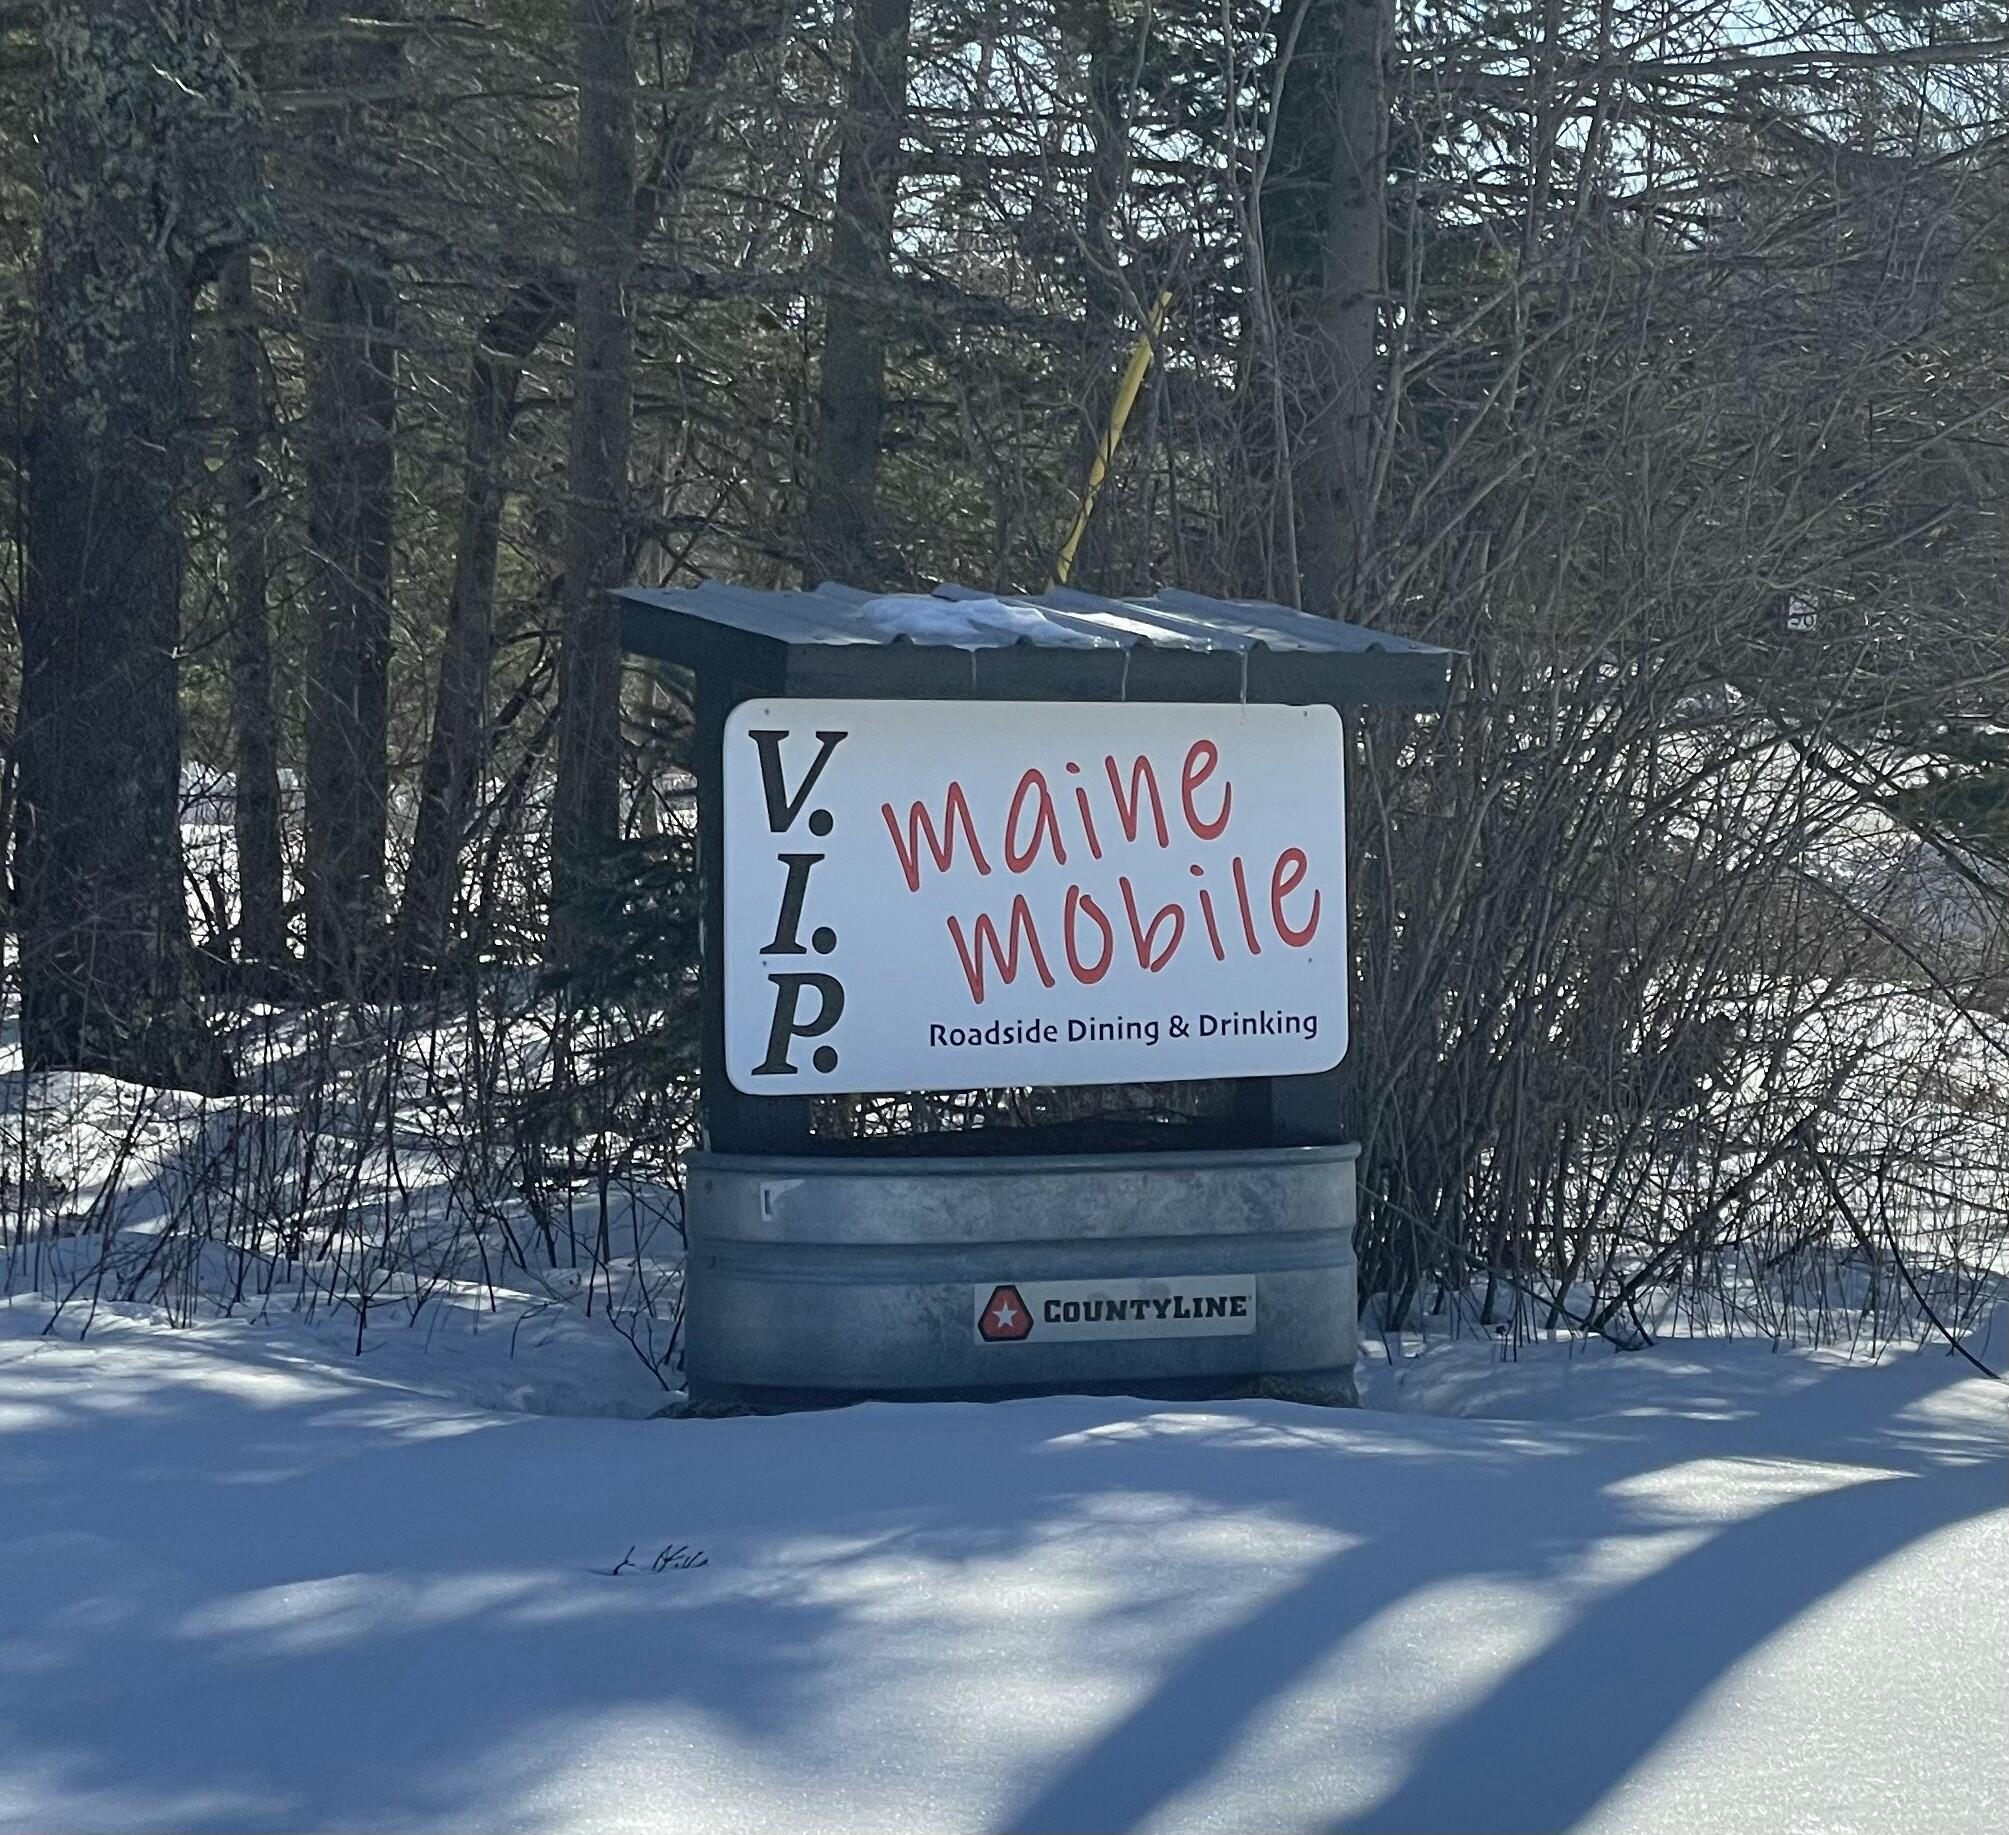 V.I.P.
maine
mobile
Roadside Dining & Drinking
COUNTYLINE